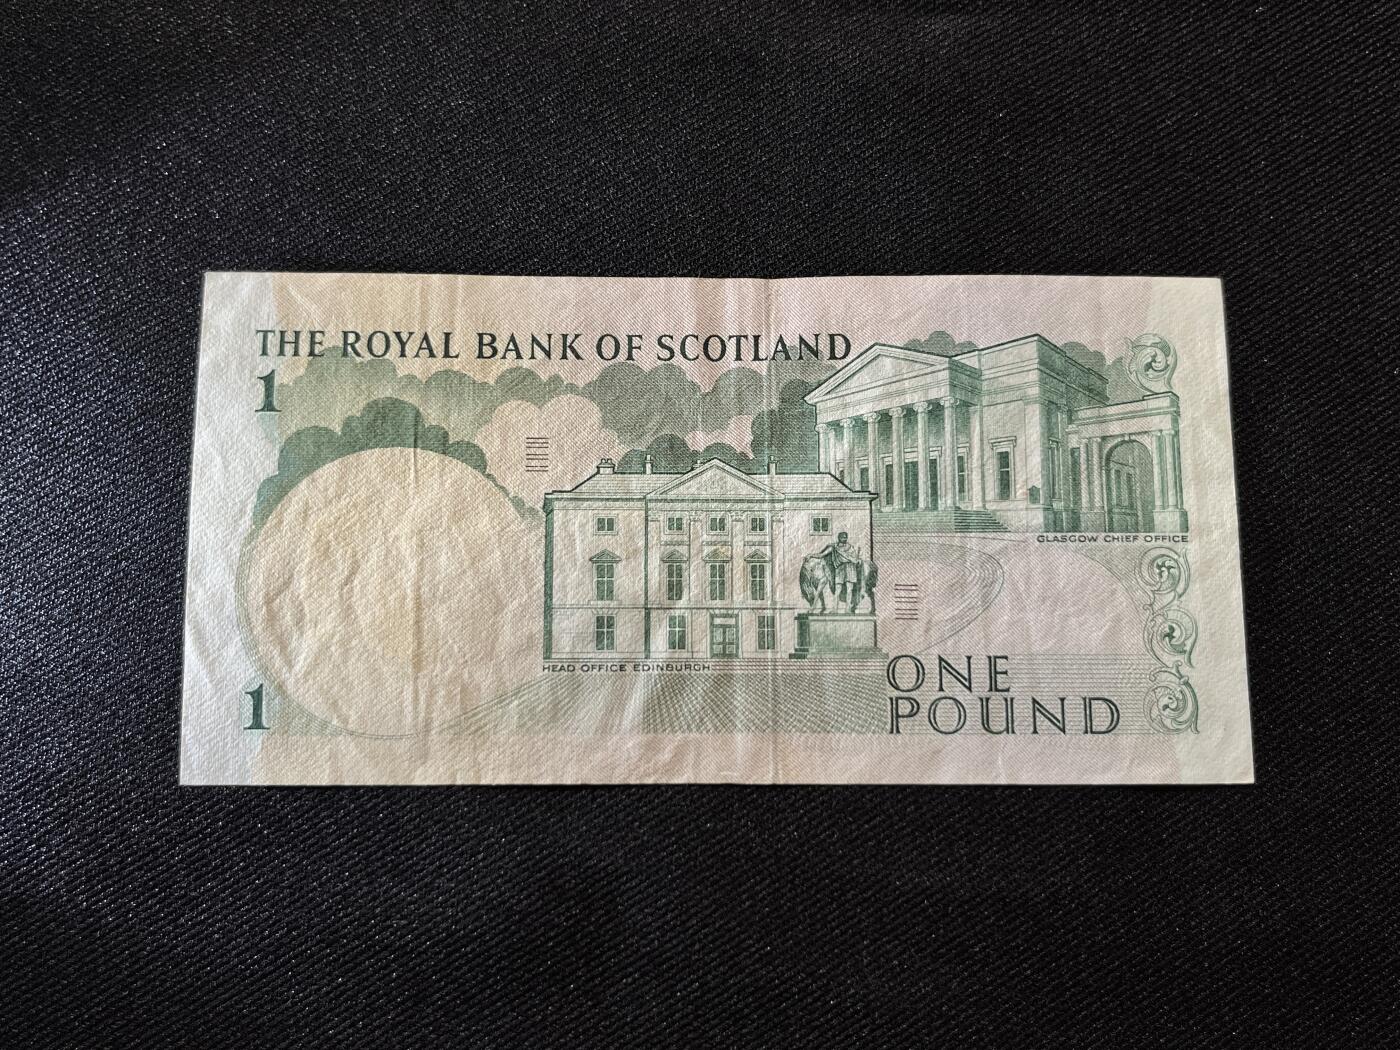 THE ROYAL BANK OF SCOTLAND
1
GLASGOW CHIEF OFFICE
HEAD OFFICE EDINBURGH
1
ONE
POUND